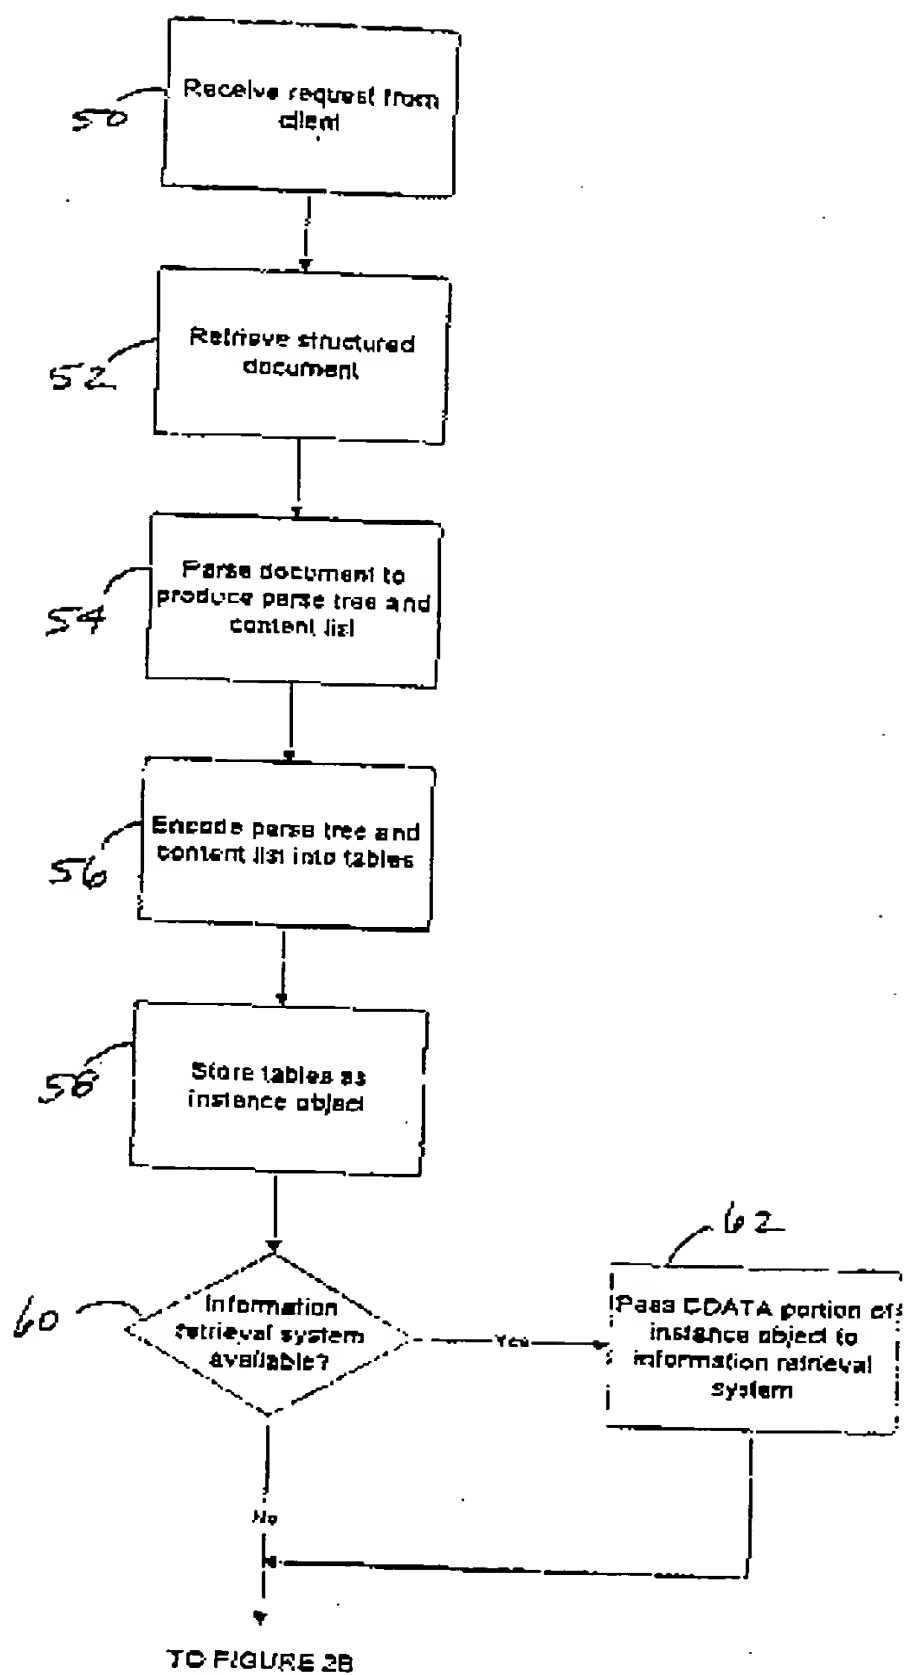 50
Receive request from
client
52
Retrieve structured
document
54
Parse document to
produce parse tree and
content list
56
Encode parse tree and
content list into tables
58
Store tables as
instance object
60
Information
retrieval system
available?
Yes
62
Pass CDATA portion of
instance object to
information retrieval
system
No
TO FIGURE 2B